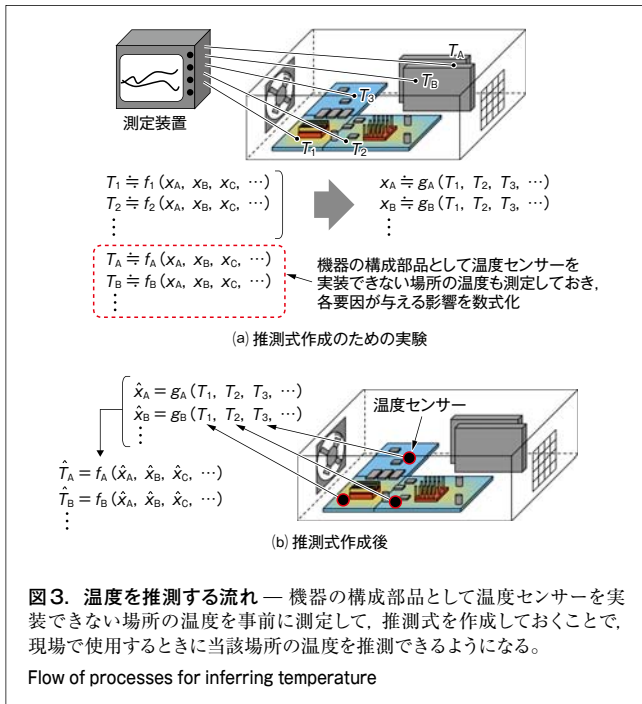 T_A
T_B
T_3
測定装置
T_1
T_2
T_1 ≒ f_1 (x_A, x_B, x_C, …)
T_2 ≒ f_2 (x_A, x_B, x_C, …)
⋮
x_A ≒ g_A (T_1, T_2, T_3, …)
x_B ≒ g_B (T_1, T_2, T_3, …)
⋮
T_A ≒ f_A (x_A, x_B, x_C, …)
T_B ≒ f_B (x_A, x_B, x_C, …)
⋮
機器の構成部品として温度センサーを
実装できない場所の温度も測定しておき，
各要因が与える影響を数式化
(a) 推測式作成のための実験
x̂_A = g_A (T_1, T_2, T_3, …)
x̂_B = g_B (T_1, T_2, T_3, …)
⋮
温度センサー
T̂_A = f_A (x̂_A, x̂_B, x̂_C, …)
T̂_B = f_B (x̂_A, x̂_B, x̂_C, …)
⋮
(b) 推測式作成後
図3．温度を推測する流れ — 機器の構成部品として温度センサーを実
装できない場所の温度を事前に測定して，推測式を作成しておくことで，
現場で使用するときに当該場所の温度を推測できるようになる。
Flow of processes for inferring temperature